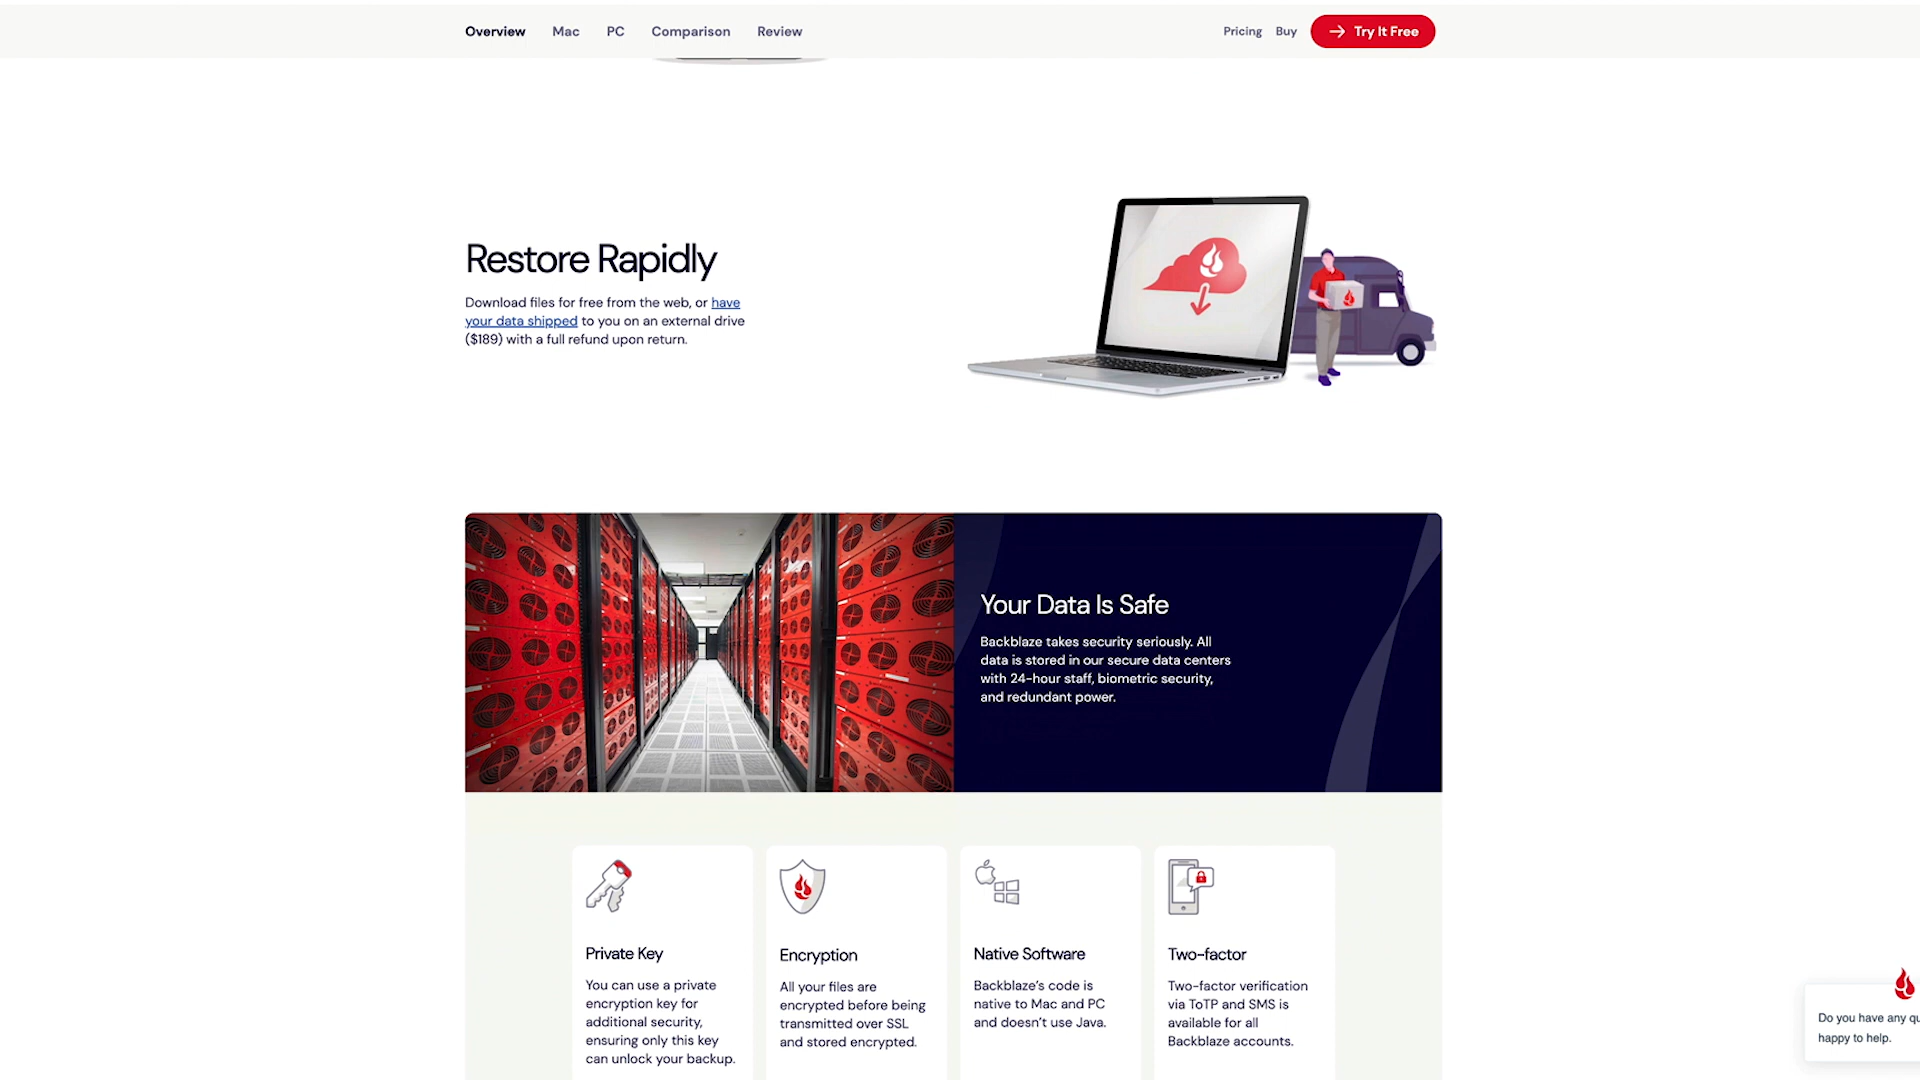 Overview Mac PC Comparison Review Pricing Buy Try It Free
Restore Rapidly
Download files for free from the web, or have
your data shipped to you on an external drive
($189) with a full refund upon return.
Your Data Is Safe
Backblaze takes security seriously. All
data is stored in our secure data centers
with 24-hour staff, biometric security,
and redundant power.
Private Key
You can use a private
encryption key for
additional security,
ensuring only this key
can unlock your backup.
Encryption
All your files are
encrypted before being
transmitted over SSL
and stored encrypted.
Native Software
Backblaze's code is
native to Mac and PC
and doesn't use Java.
Two-factor
Two-factor verification
via ToTP and SMS is
available for all
Backblaze accounts.
Do you have any qu
happy to help.